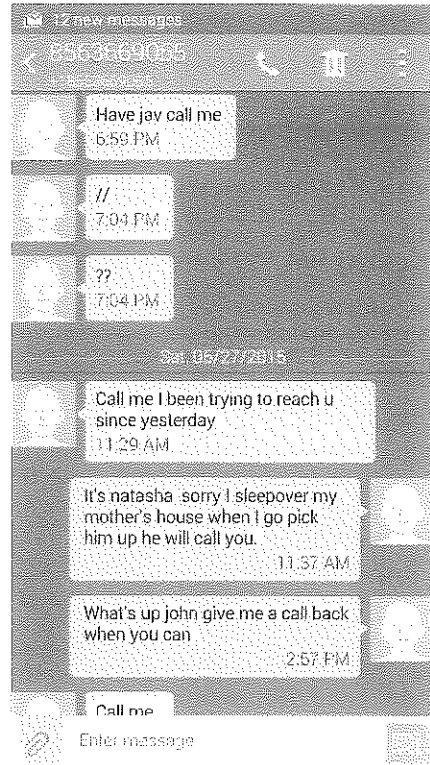 12 new messages
Have jay call me
6:59 PM
//
7:04 PM
??
7:04 PM
Sat, 06/27/2015
Call me I been trying to reach u
since yesterday
11:29 AM
It's natasha sorry I sleepover my
mother's house when I go pick
him up he will call you.
11:37 AM
What's up john give me a call back
when you can
2:57 PM
Call me
Enter message